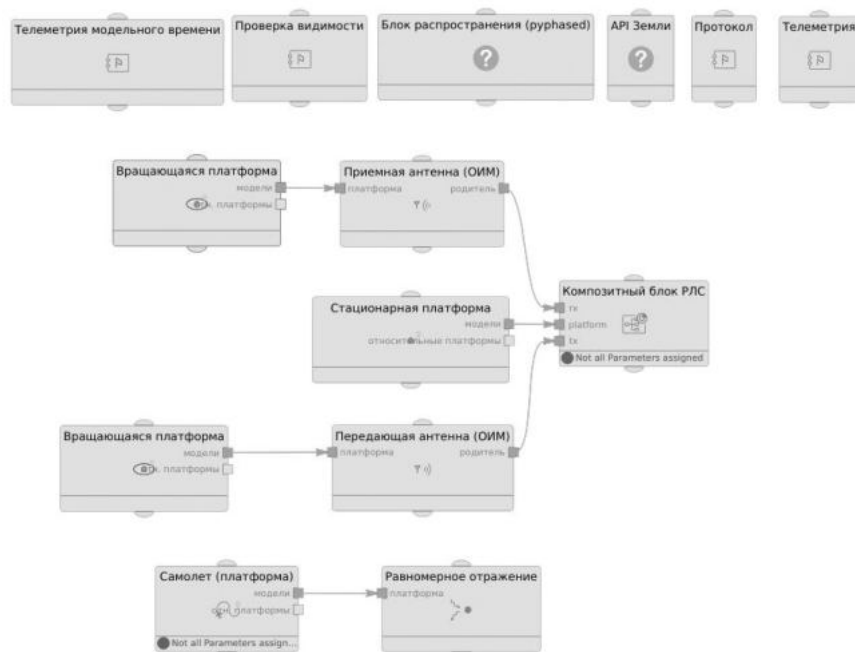 Телеметрия модельного времени
Проверка видимости
Блок распространения (pyphased)
API Земли
Протокол
Телеметрия
Вращающаяся платформа
модели
платформы
Приемная антенна (ОИМ)
платформа родитель
Стационарная платформа
модели
относительные платформы
Композитный блок РЛС
rx
platform
tx
Not all Parameters assigned
Вращающаяся платформа
модели
платформы
Передающая антенна (ОИМ)
платформа родитель
Самолет (платформа)
модели
платформы
Not all Parameters assign...
Равномерное отражение
платформа